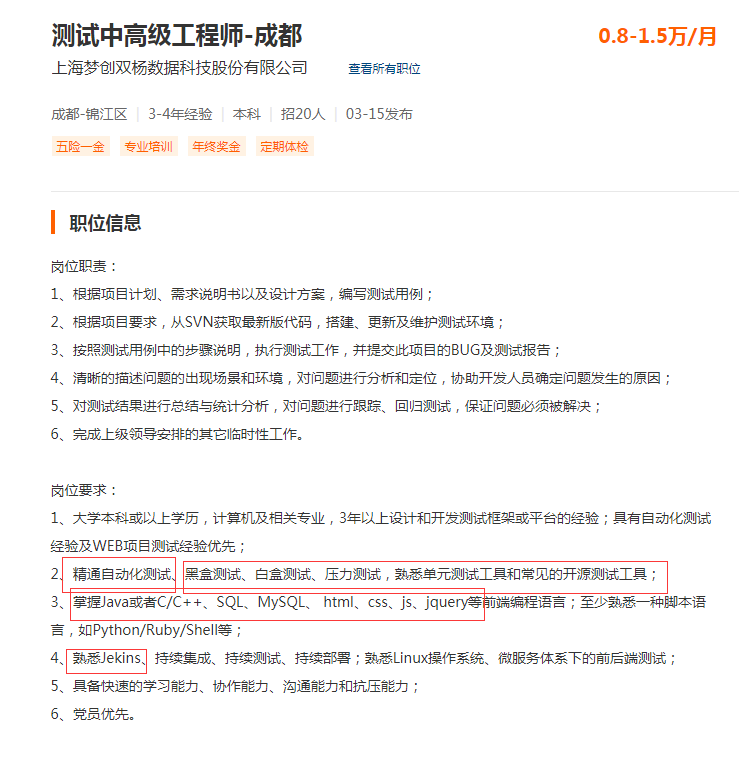 测试中高级工程师-成都
0.8-1.5万/月
上海梦创双杨数据科技股份有限公司 查看所有职位
成都-锦江区 | 3-4年经验 | 本科 | 招20人 | 03-15发布
五险一金 专业培训 年终奖金 定期体检
职位信息
岗位职责：
1、根据项目计划、需求说明书以及设计方案，编写测试用例；
2、根据项目要求，从SVN获取最新版代码，搭建、更新及维护测试环境；
3、按照测试用例中的步骤说明，执行测试工作，并提交此项目的BUG及测试报告；
4、清晰的描述问题的出现场景和环境，对问题进行分析和定位，协助开发人员确定问题发生的原因；
5、对测试结果进行总结与统计分析，对问题进行跟踪、回归测试，保证问题必须被解决；
6、完成上级领导安排的其它临时性工作。
岗位要求：
1、大学本科或以上学历，计算机及相关专业，3年以上设计和开发测试框架或平台的经验；具有自动化测试
经验及WEB项目测试经验优先；
2、精通自动化测试、黑盒测试、白盒测试、压力测试，熟悉单元测试工具和常见的开源测试工具；
3、掌握Java或者C/C++、SQL、MySQL、 html、css、js、jquery等前端编程语言；至少熟悉一种脚本语
言，如Python/Ruby/Shell等；
4、熟悉Jekins、持续集成、持续测试、持续部署；熟悉Linux操作系统、微服务体系下的前后端测试；
5、具备快速的学习能力、协作能力、沟通能力和抗压能力；
6、党员优先。